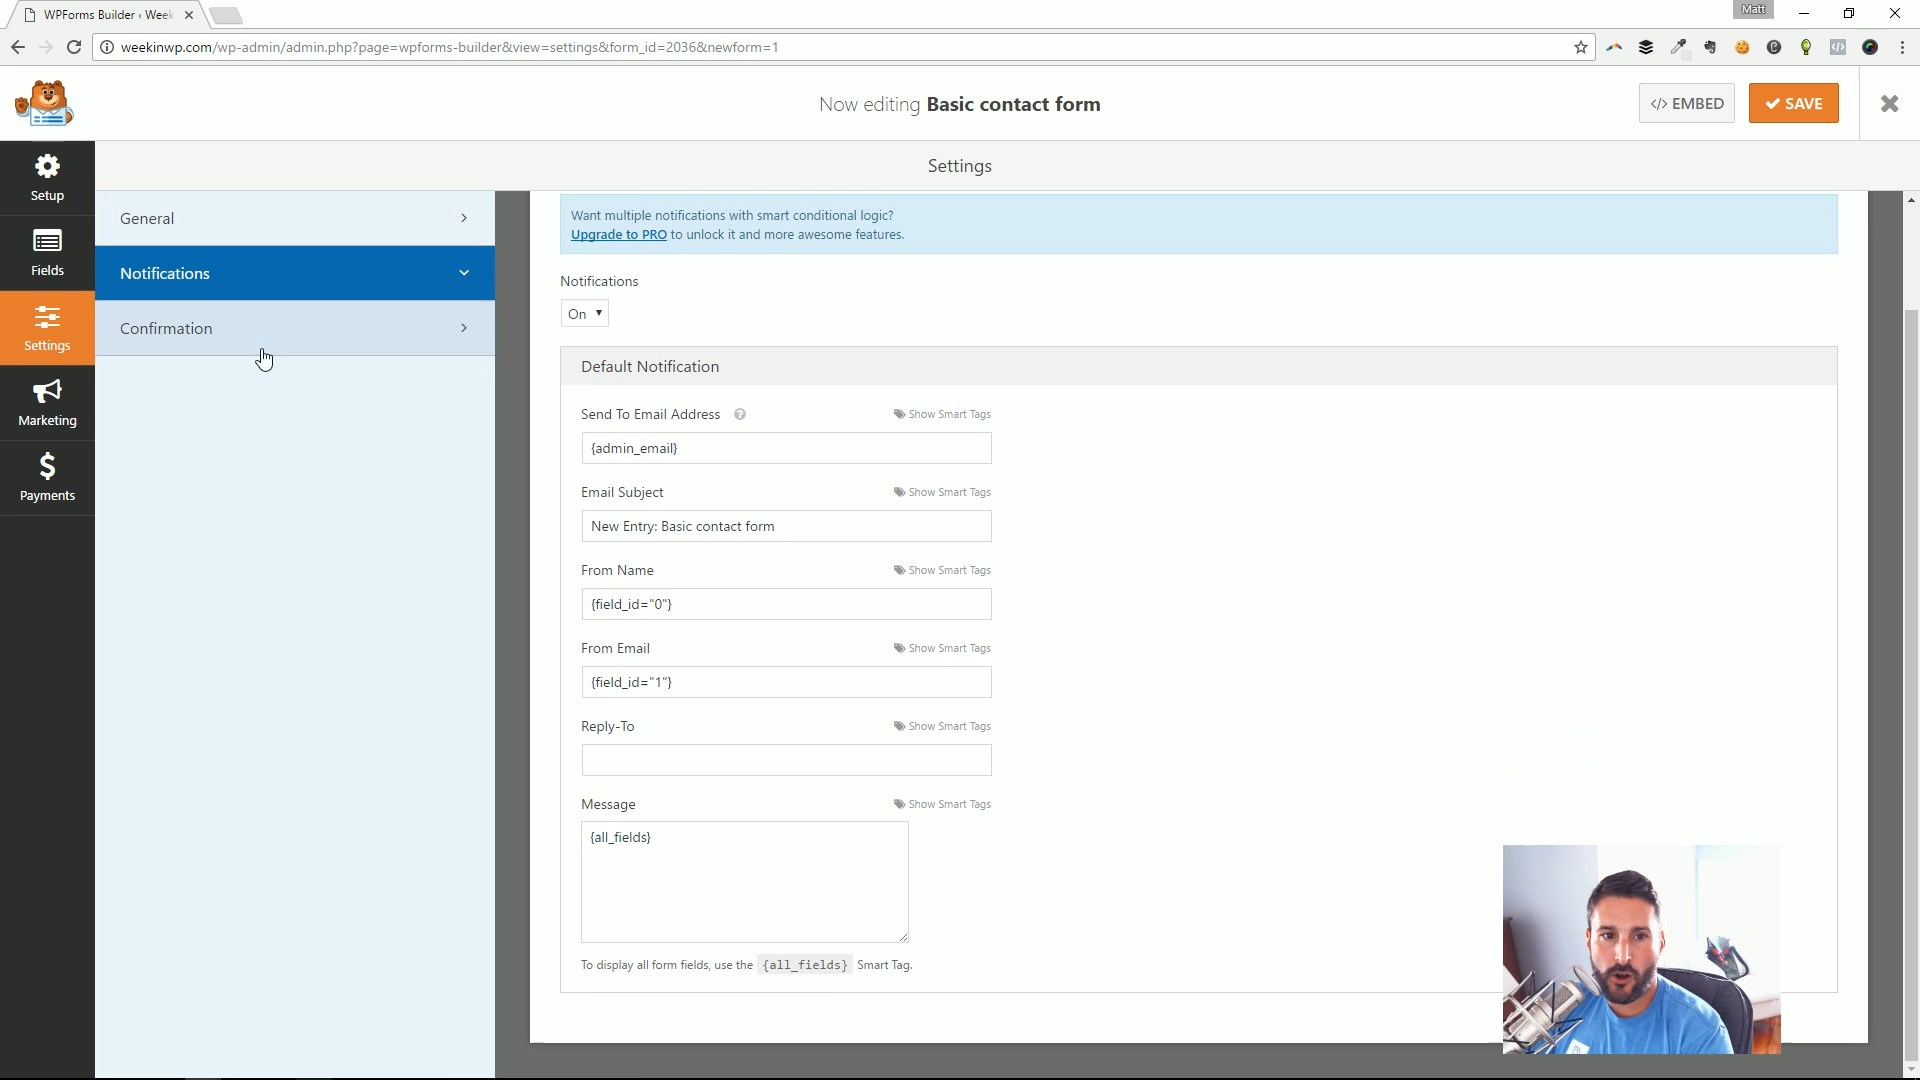 WPForms Builder ‹ Week
Matt
weekinwp.com/wp-admin/admin.php?page=wpforms-builder&view=settings&form_id=2036&newform=1
Now editing Basic contact form
</> EMBED
SAVE
Setup
Fields
Settings
Marketing
Payments
Settings
General
Notifications
Confirmation
Want multiple notifications with smart conditional logic?
Upgrade to PRO to unlock it and more awesome features.
Notifications
On
Default Notification
Send To Email Address
Show Smart Tags
{admin_email}
Email Subject
Show Smart Tags
New Entry: Basic contact form
From Name
Show Smart Tags
{field_id="0"}
From Email
Show Smart Tags
{field_id="1"}
Reply-To
Show Smart Tags
Message
Show Smart Tags
{all_fields}
To display all form fields, use the {all_fields} Smart Tag.